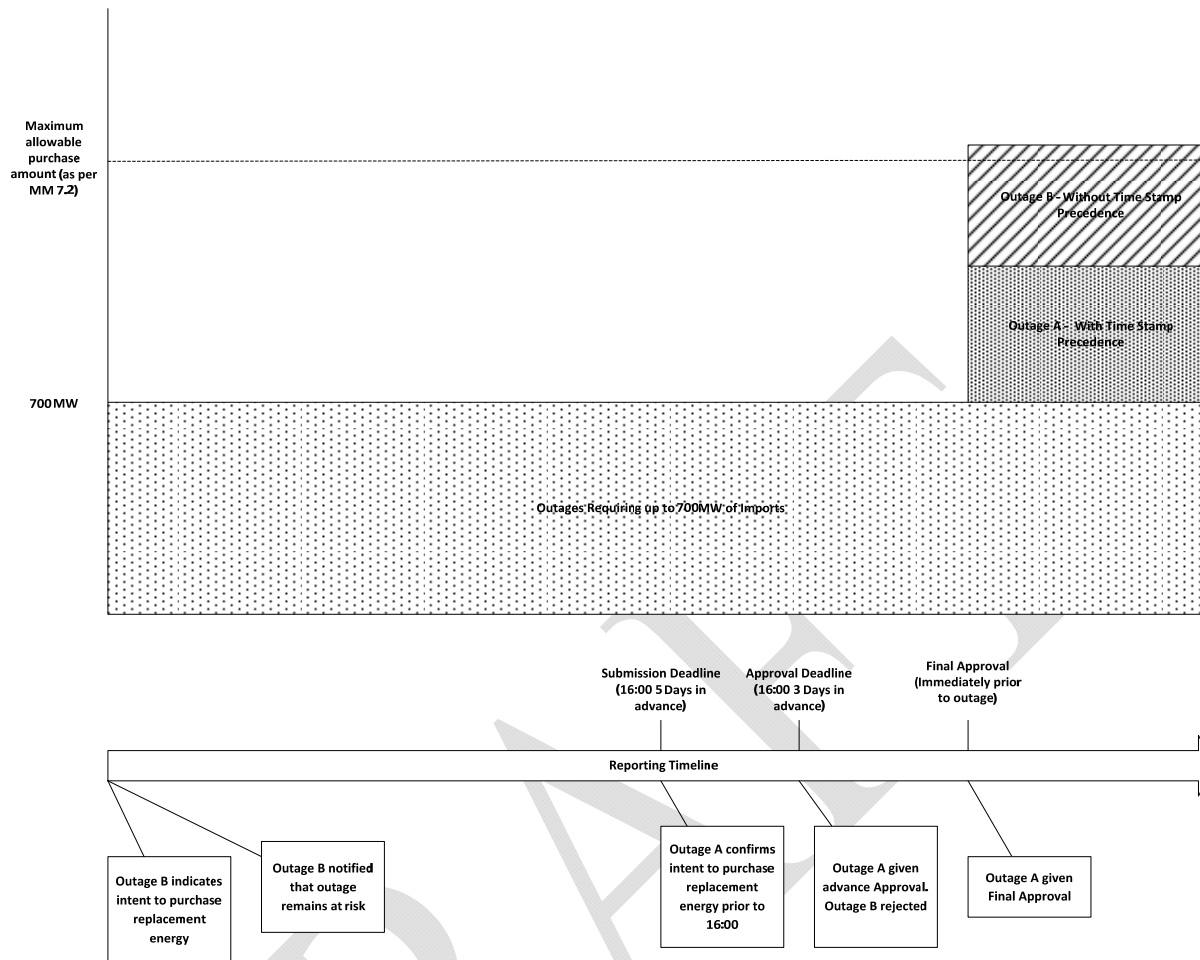 Maximum
allowable
purchase
amount (as per
MM 7.2)
Outage B - Without Time Stamp
Precedence
Outage A - With Time Stamp
Precedence
700MW
Outages Requiring up to 700MW of Imports
Submission Deadline
(16:00 5 Days in
advance)
Approval Deadline
(16:00 3 Days in
advance)
Final Approval
(Immediately prior
to outage)
Reporting Timeline
Outage B indicates
intent to purchase
replacement
energy
Outage B notified
that outage
remains at risk
Outage A confirms
intent to purchase
replacement
energy prior to
16:00
Outage A given
advance Approval.
Outage B rejected
Outage A given
Final Approval